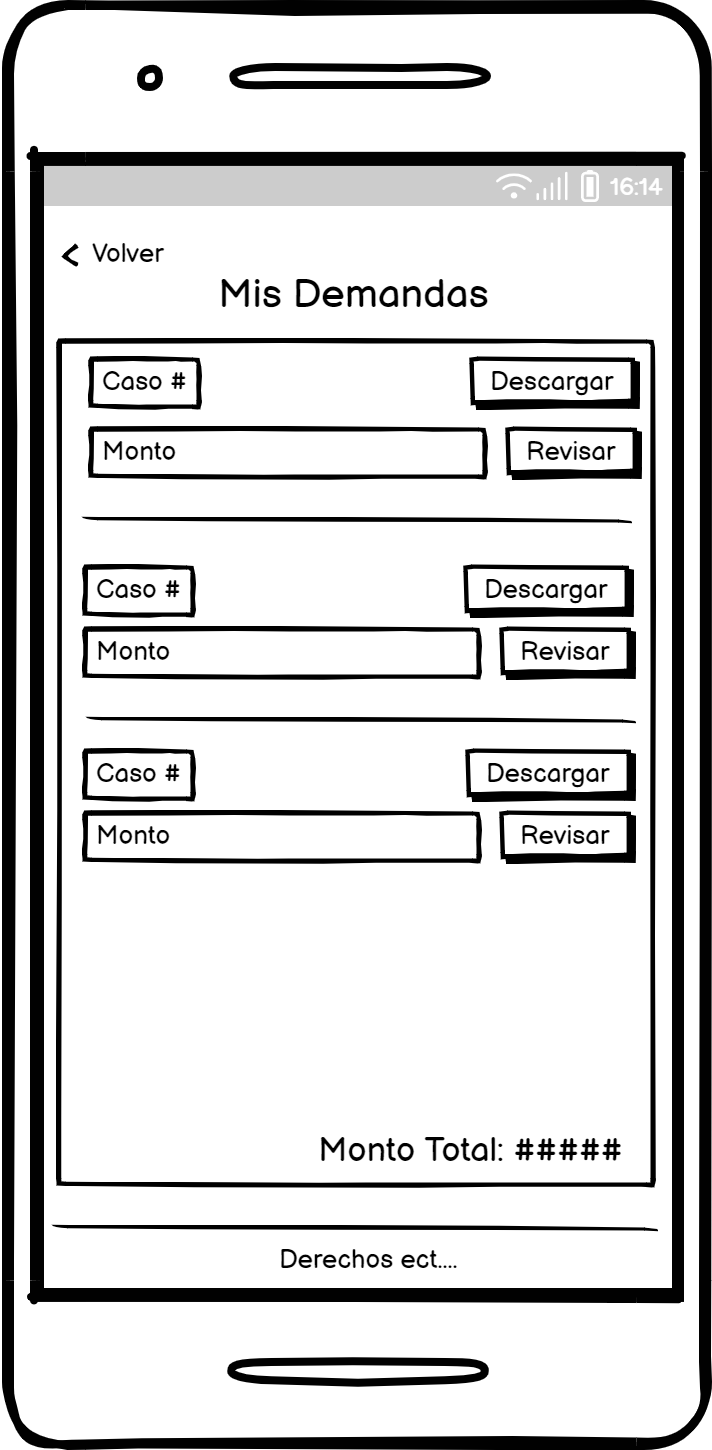 16:14
Volver
Mis Demandas
Caso # Descargar
Monto Revisar
Caso # Descargar
Monto Revisar
Caso # Descargar
Monto Revisar
Monto Total: #####
Derechos ect....